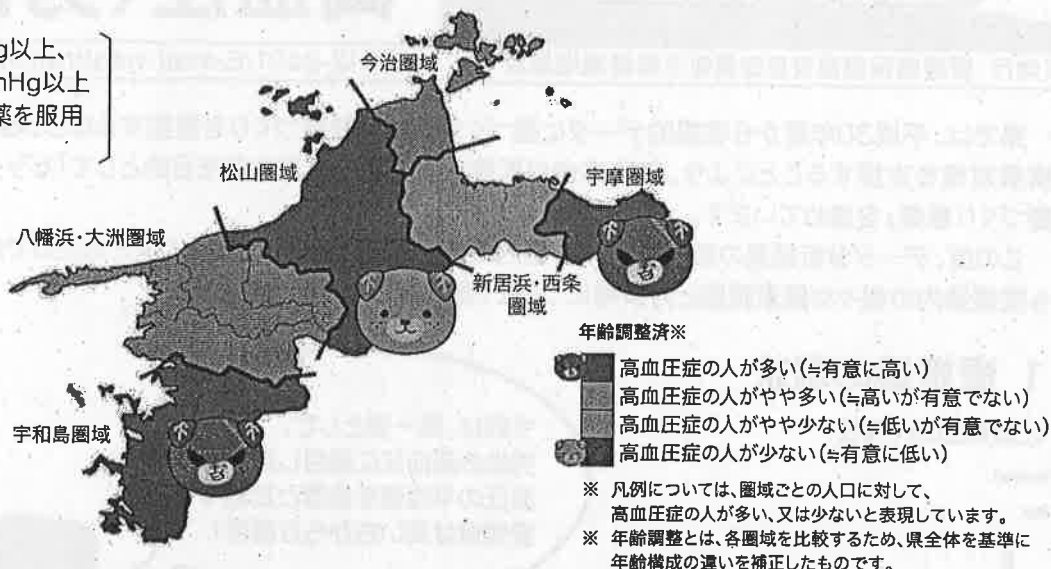 g以上、
mHg以上
薬を服用
今治圏域
松山圏域
宇摩圏域
八幡浜・大洲圏域
新居浜・西条
圏域
宇和島圏域
年齢調整済※
高血圧症の人が多い(≒有意に高い)
高血圧症の人がやや多い(≒高いが有意でない)
高血圧症の人がやや少ない(≒低いが有意でない)
高血圧症の人が少ない(≒有意に低い)
※ 凡例については、圏域ごとの人口に対して、
高血圧症の人が多い、又は少ないと表現しています。
※ 年齢調整とは、各圏域を比較するため、県全体を基準に
年齢構成の違いを補正したものです。